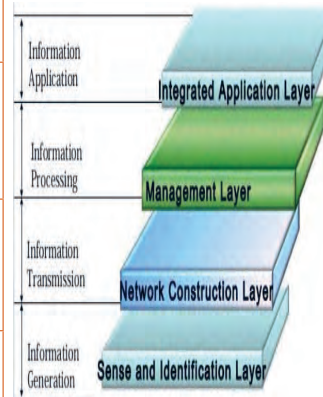 Information
Application
Integrated Application Layer
Information
Processing
Management Layer
Information
Transmission
Network Construction Layer
Information
Generation
Sense and Identification Layer